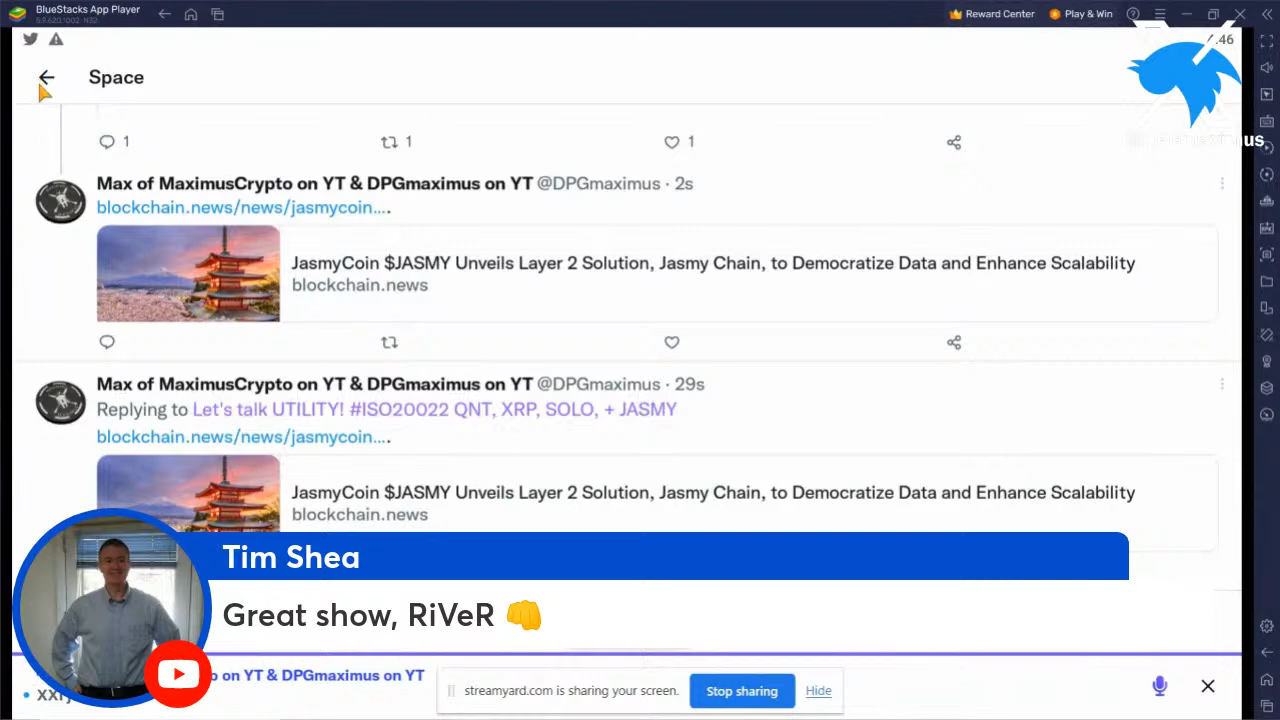 BlueStacks App Player
5.9.620.1002 N32
Reward Center
Play & Win
Space
1
1
1
Max of MaximusCrypto on YT & DPGmaximus on YT @DPGmaximus · 2s
blockchain.news/news/jasmycoin….
JasmyCoin $JASMY Unveils Layer 2 Solution, Jasmy Chain, to Democratize Data and Enhance Scalability
blockchain.news
Max of MaximusCrypto on YT & DPGmaximus on YT @DPGmaximus · 29s
Replying to Let's talk UTILITY! #ISO20022 QNT, XRP, SOLO, + JASMY
blockchain.news/news/jasmycoin….
JasmyCoin $JASMY Unveils Layer 2 Solution, Jasmy Chain, to Democratize Data and Enhance Scalability
blockchain.news
Tim Shea
Great show, RiVeR 👊
o on YT & DPGmaximus on YT
streamyard.com is sharing your screen.
Stop sharing
Hide